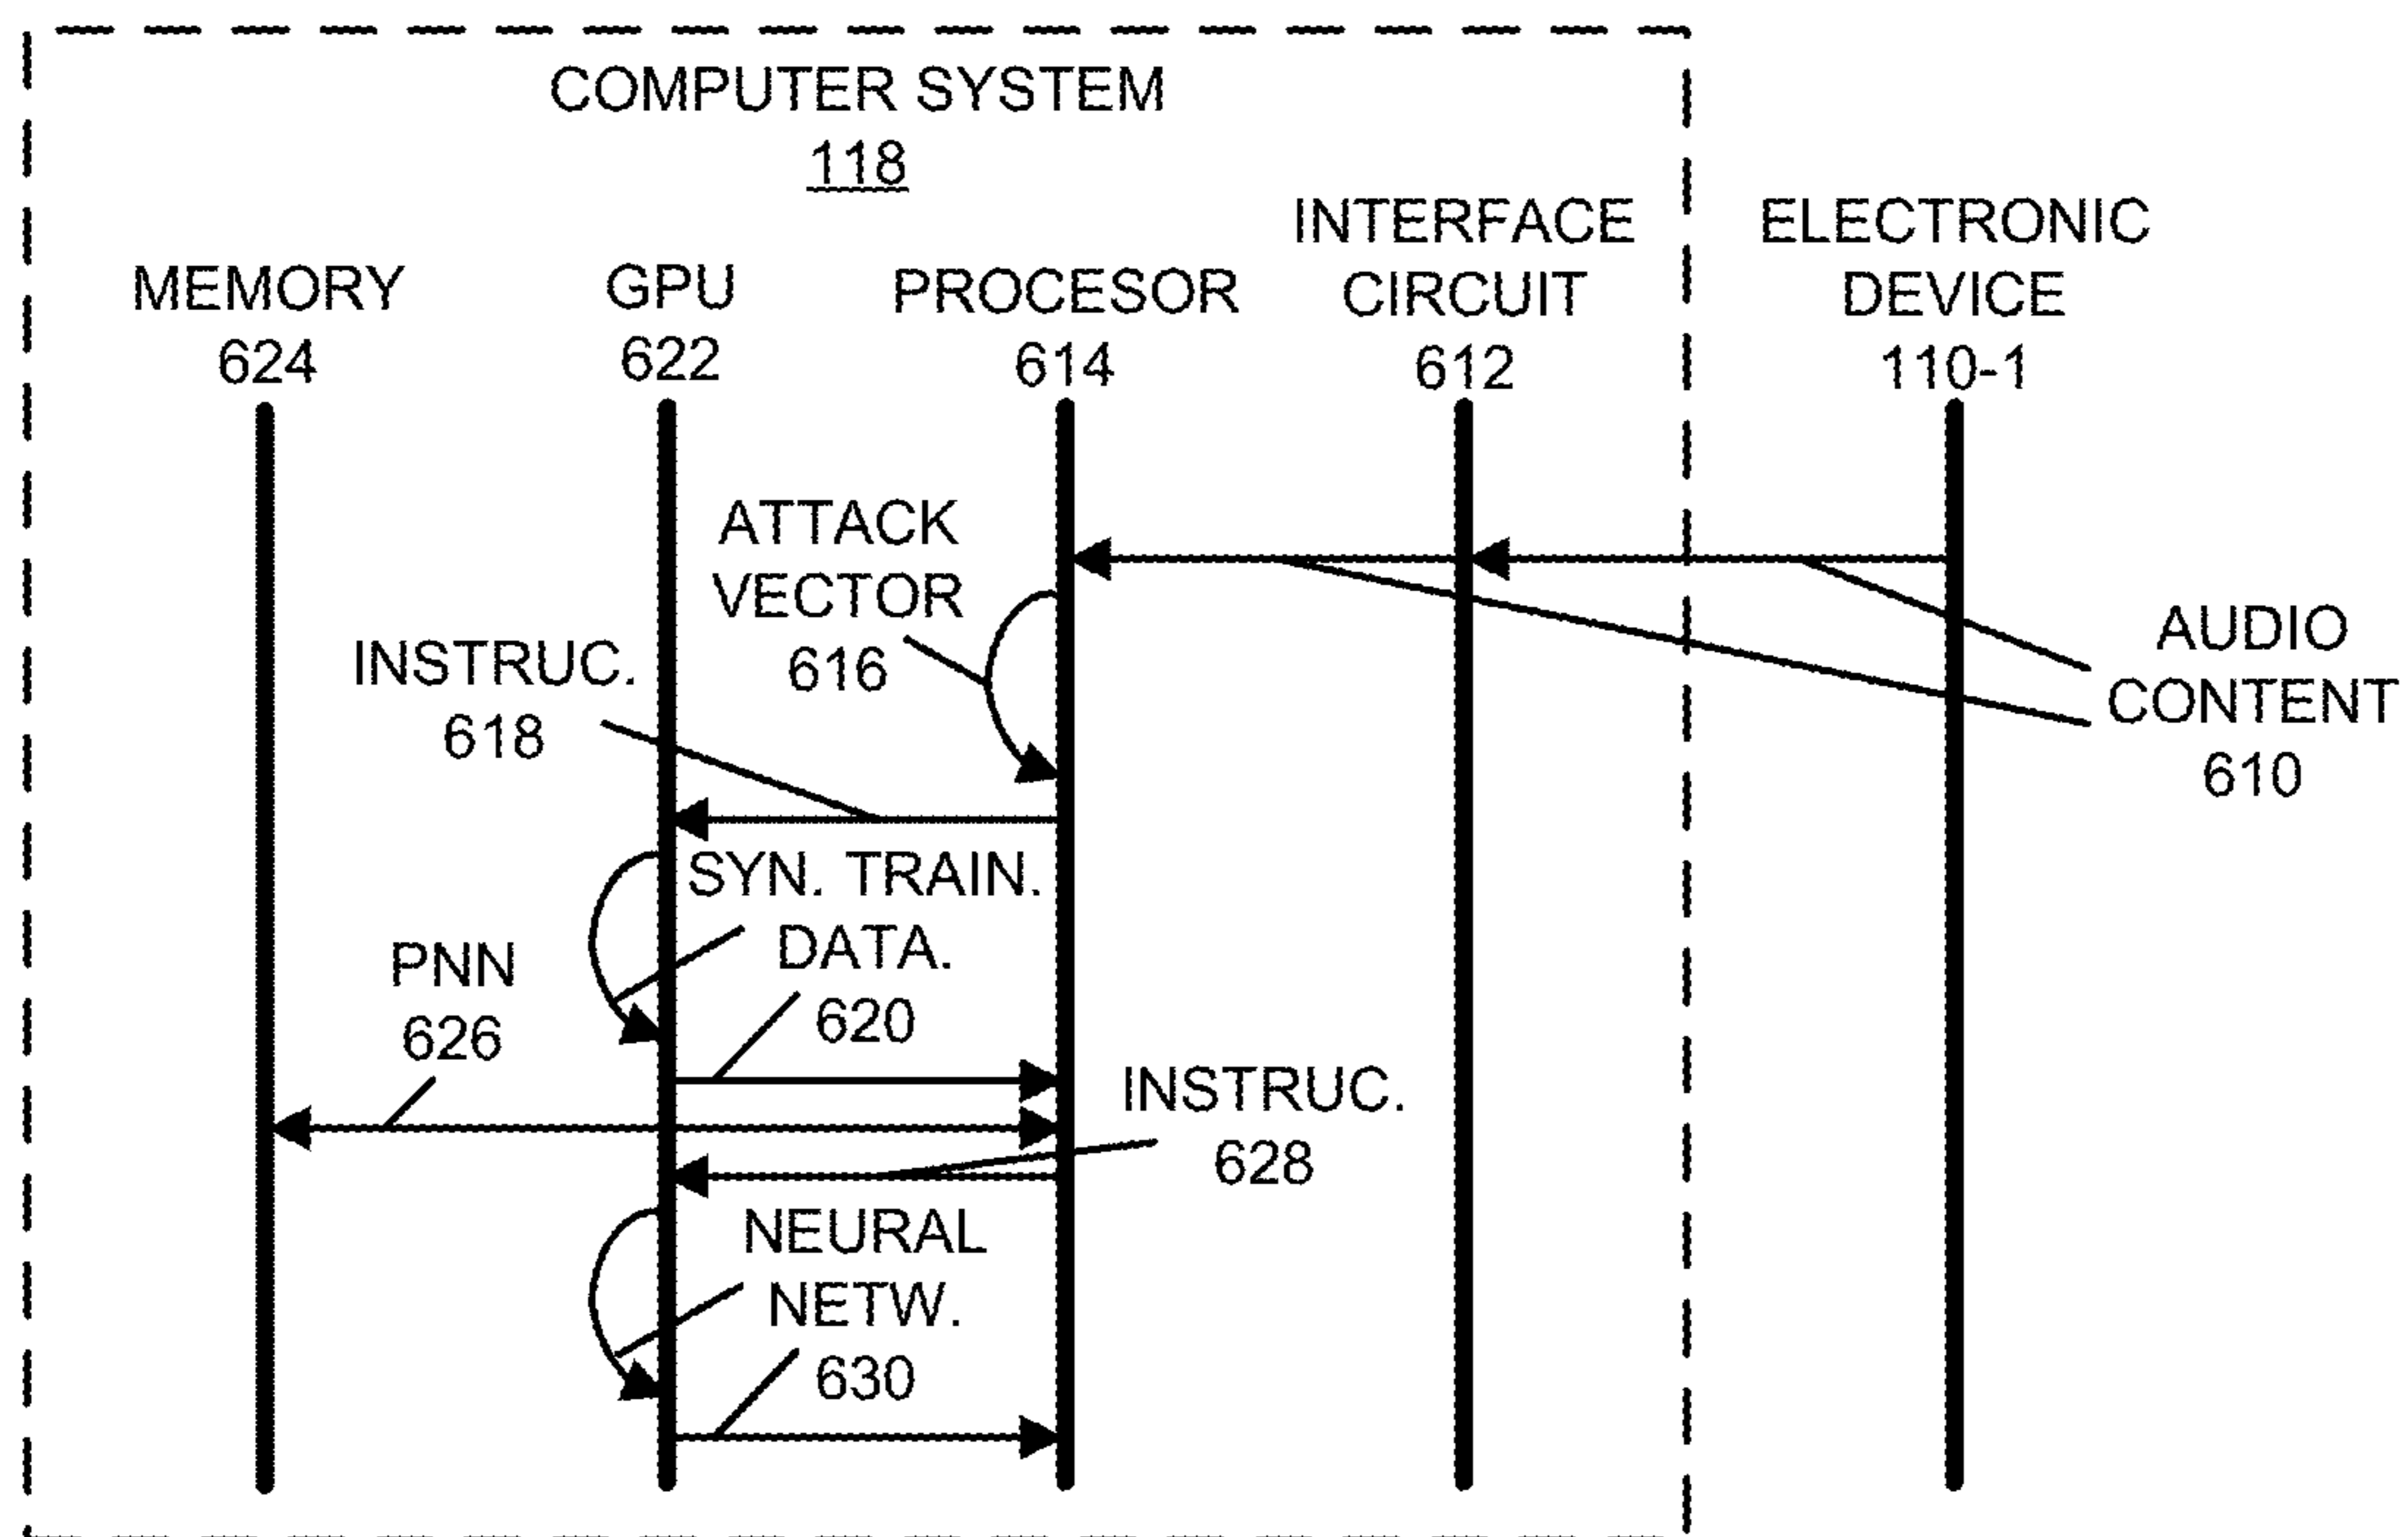 COMPUTER SYSTEM
118
MEMORY
624
GPU
622
PROCESOR
614
INTERFACE
CIRCUIT
612
ELECTRONIC
DEVICE
110-1
ATTACK
VECTOR
616
AUDIO
CONTENT
610
INSTRUC.
618
SYN. TRAIN.
DATA.
620
PNN
626
INSTRUC.
628
NEURAL
NETW.
630